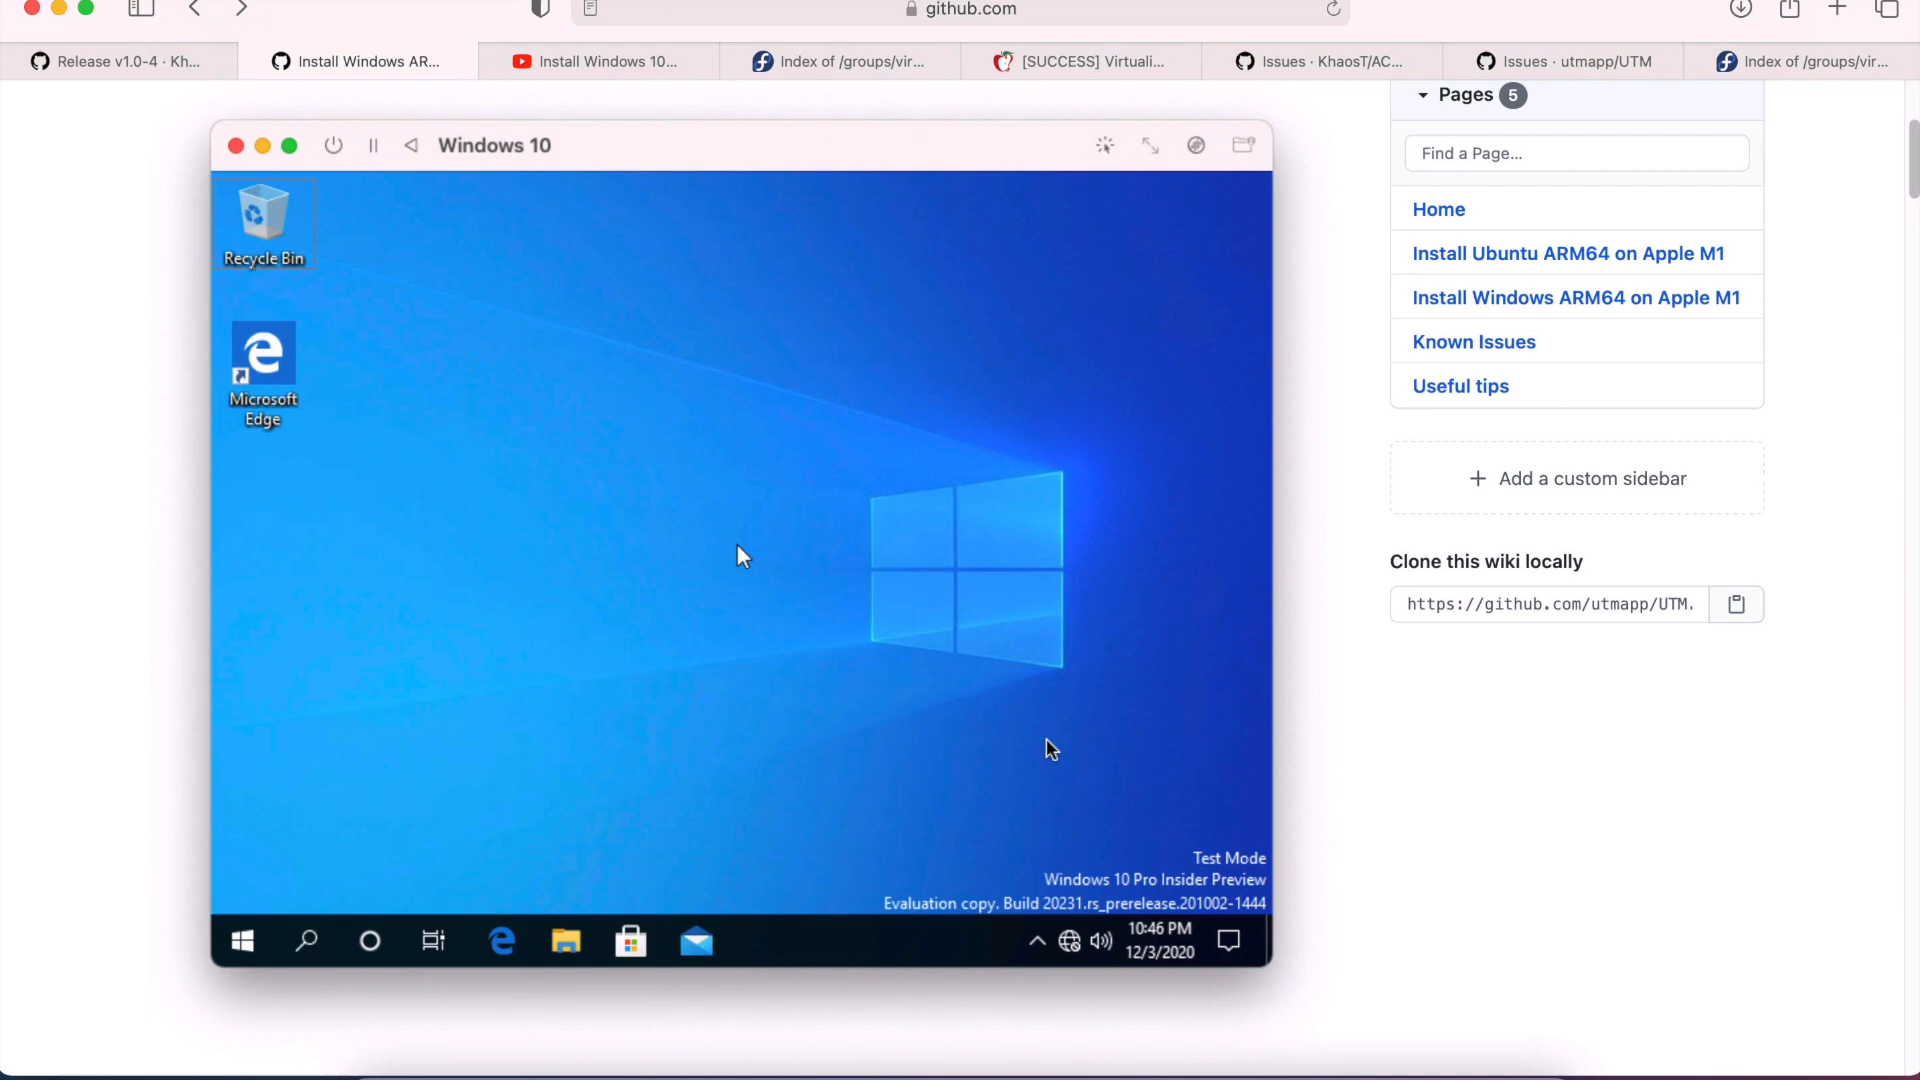 github.com
Release v1.0-4 · Kh...
Install Windows AR...
Install Windows 10...
Index of /groups/vir...
[SUCCESS] Virtuali...
Issues · KhaosT/AC...
Issues · utmapp/UTM
Index of /groups/vir...
Pages 5
Find a Page...
Home
Install Ubuntu ARM64 on Apple M1
Install Windows ARM64 on Apple M1
Known Issues
Useful tips
Add a custom sidebar
Clone this wiki locally
https://github.com/utmapp/UTM.
Windows 10
Recycle Bin
Microsoft
Edge
Test Mode
Windows 10 Pro Insider Preview
Evaluation copy. Build 20231.rs_prerelease.201002-1444
10:46 PM
12/3/2020